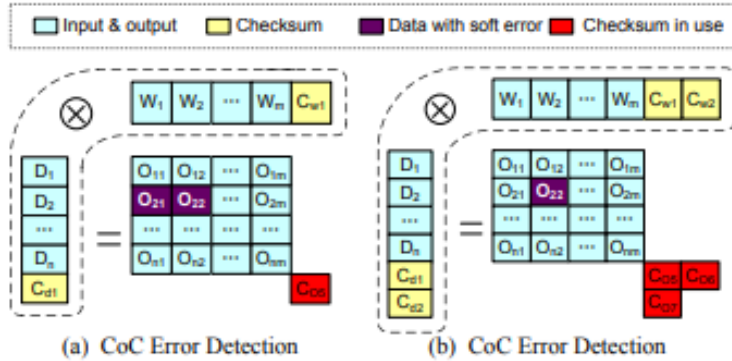 Input & output Checksum Data with soft error Checksum in use
⊗ W1 W2 ... Wm Cw1
D1
D2
...
Dn
Cd1
=
O11 O12 ... O1m
O21 O22 ... O2m
... ... ... ...
On1 On2 ... Onm
CO5
(a) CoC Error Detection
⊗ W1 W2 ... Wm Cw1 Cw2
D1
D2
...
Dn
Cd1
Cd2
=
O11 O12 ... O1m
O21 O22 ... O2m
... ... ... ...
On1 On2 ... Onm
CO5 CO6
CO7
(b) CoC Error Detection